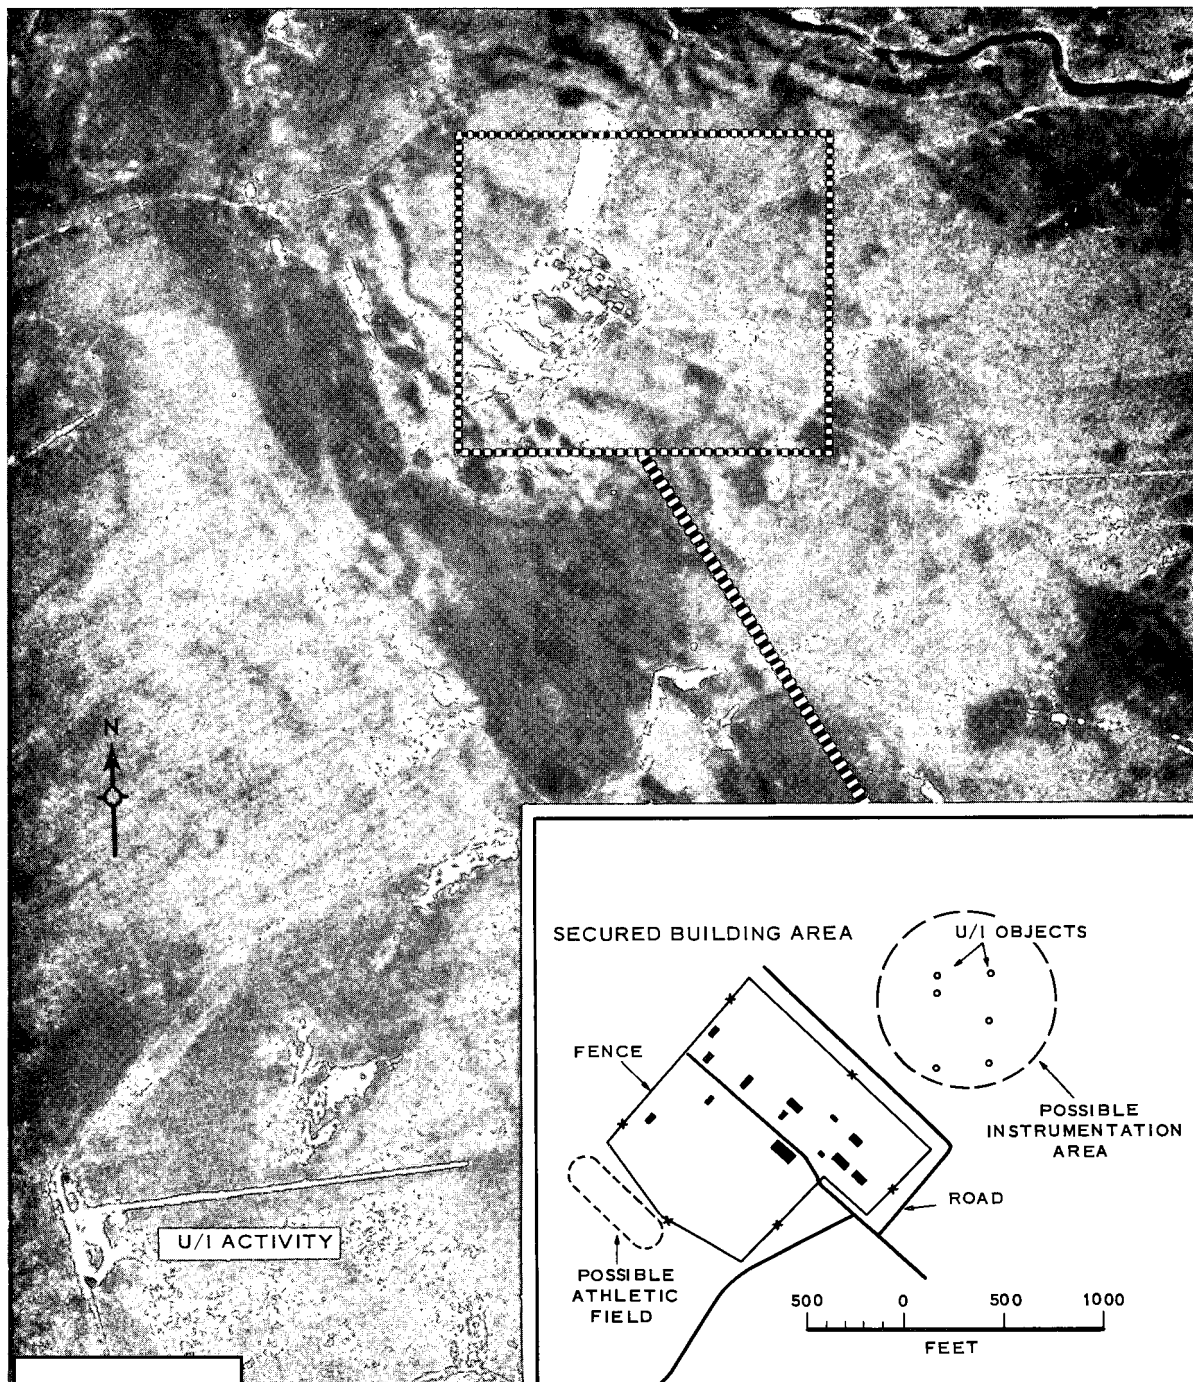 N
U/I ACTIVITY
SECURED BUILDING AREA
U/I OBJECTS
FENCE
POSSIBLE
INSTRUMENTATION
AREA
ROAD
POSSIBLE
ATHLETIC
FIELD
500 0 500 1000
FEET